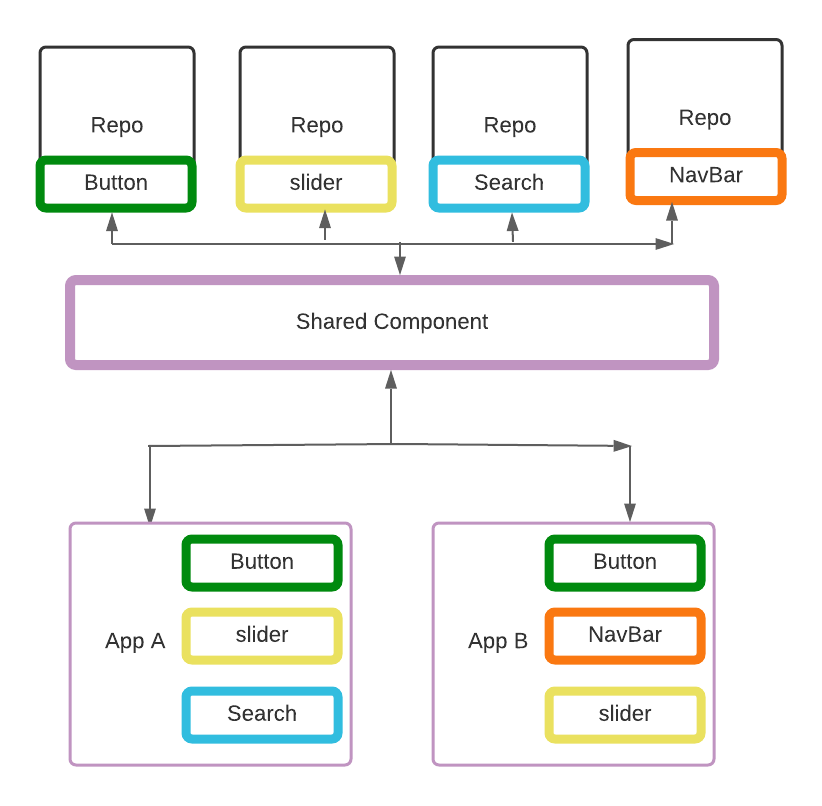 Repo
Repo
Repo
Repo
Button
slider
Search
NavBar
Shared Component
App A
Button
slider
Search
App B
Button
NavBar
slider